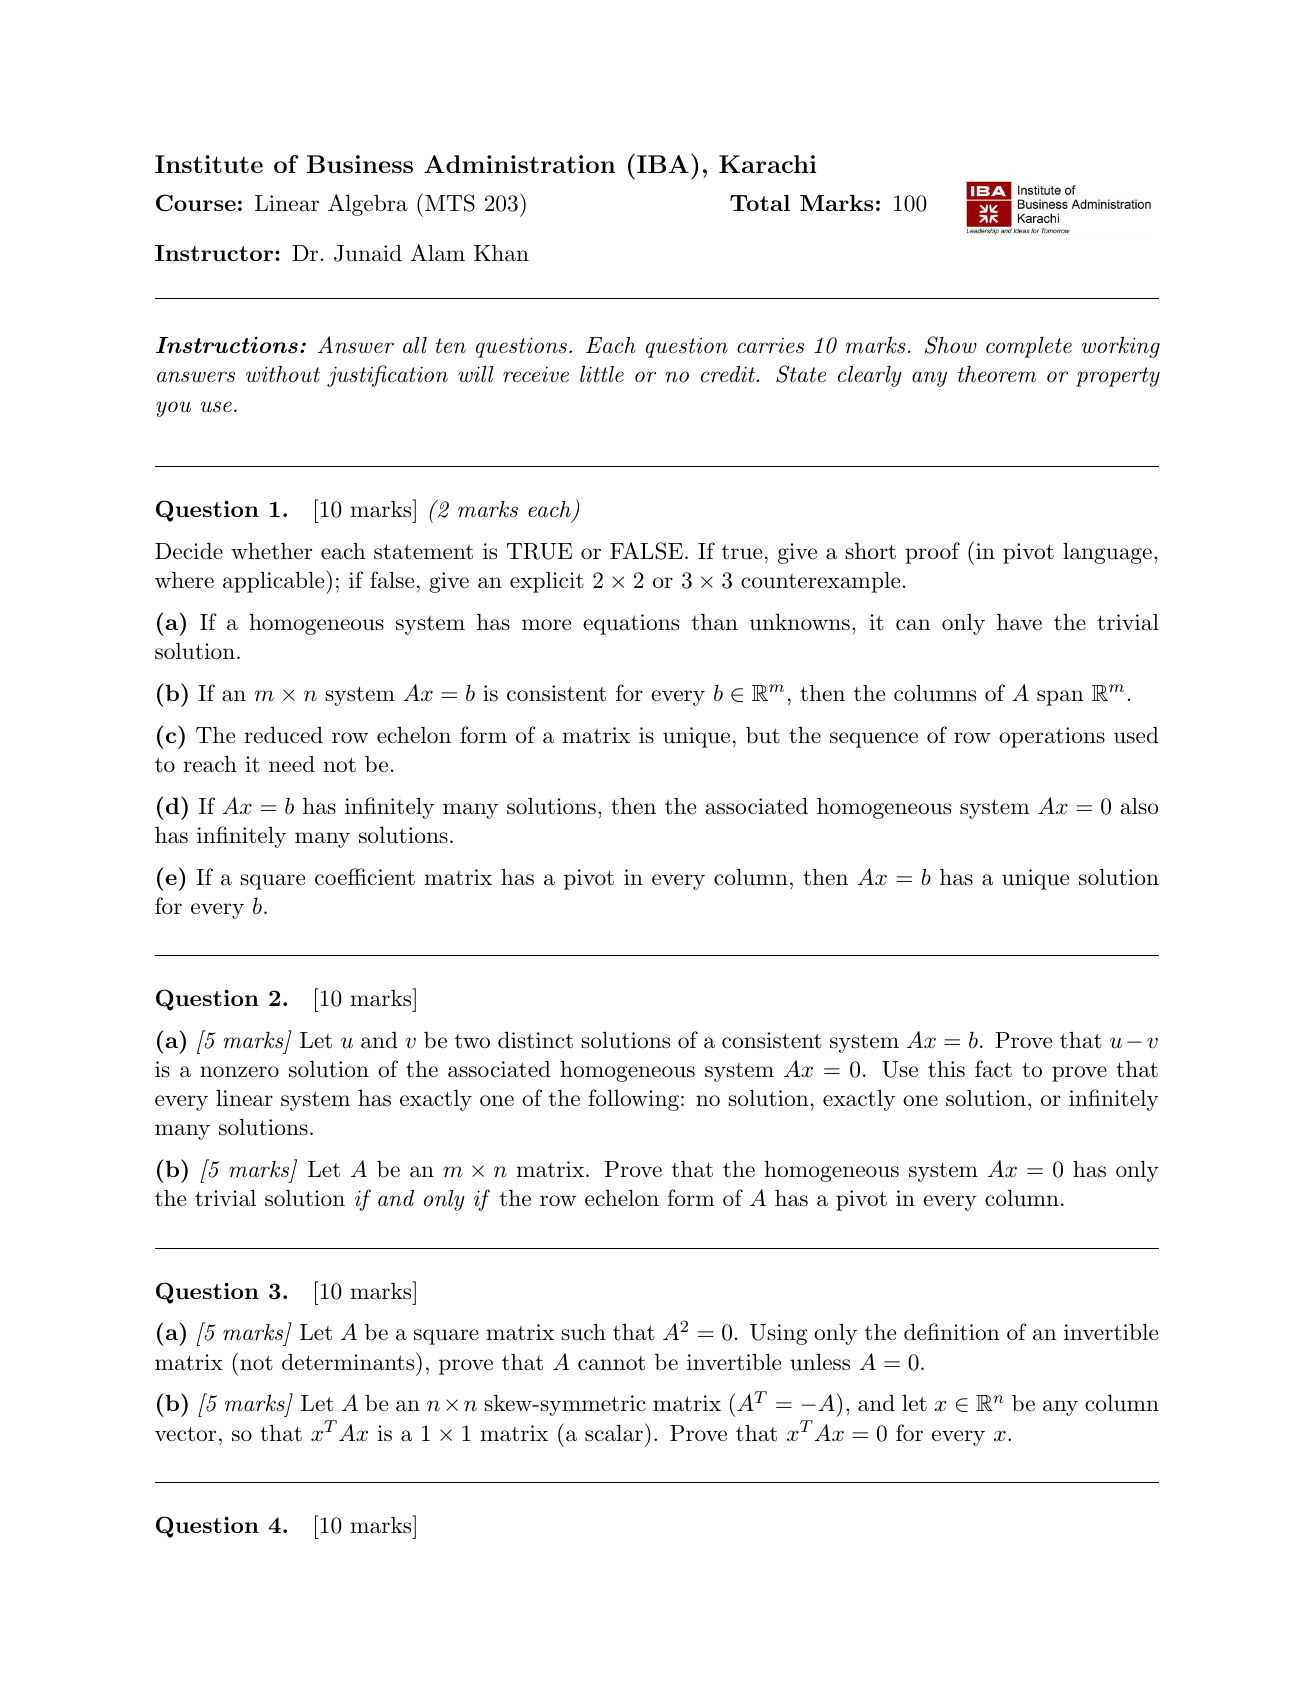 Institute of Business Administration (IBA), Karachi
Course: Linear Algebra (MTS 203) Total Marks: 100
IBA Institute of
Business Administration
Karachi
Leadership and Ideas for Tomorrow
Instructor: Dr. Junaid Alam Khan
Instructions: Answer all ten questions. Each question carries 10 marks. Show complete working
answers without justification will receive little or no credit. State clearly any theorem or property
you use.
Question 1. [10 marks] (2 marks each)
Decide whether each statement is TRUE or FALSE. If true, give a short proof (in pivot language,
where applicable); if false, give an explicit 2 × 2 or 3 × 3 counterexample.
(a) If a homogeneous system has more equations than unknowns, it can only have the trivial
solution.
(b) If an m × n system Ax = b is consistent for every b ∈ ℝᵐ, then the columns of A span ℝᵐ.
(c) The reduced row echelon form of a matrix is unique, but the sequence of row operations used
to reach it need not be.
(d) If Ax = b has infinitely many solutions, then the associated homogeneous system Ax = 0 also
has infinitely many solutions.
(e) If a square coefficient matrix has a pivot in every column, then Ax = b has a unique solution
for every b.
Question 2. [10 marks]
(a) [5 marks] Let u and v be two distinct solutions of a consistent system Ax = b. Prove that u − v
is a nonzero solution of the associated homogeneous system Ax = 0. Use this fact to prove that
every linear system has exactly one of the following: no solution, exactly one solution, or infinitely
many solutions.
(b) [5 marks] Let A be an m × n matrix. Prove that the homogeneous system Ax = 0 has only
the trivial solution if and only if the row echelon form of A has a pivot in every column.
Question 3. [10 marks]
(a) [5 marks] Let A be a square matrix such that A² = 0. Using only the definition of an invertible
matrix (not determinants), prove that A cannot be invertible unless A = 0.
(b) [5 marks] Let A be an n × n skew-symmetric matrix (Aᵀ = −A), and let x ∈ ℝⁿ be any column
vector, so that xᵀAx is a 1 × 1 matrix (a scalar). Prove that xᵀAx = 0 for every x.
Question 4. [10 marks]